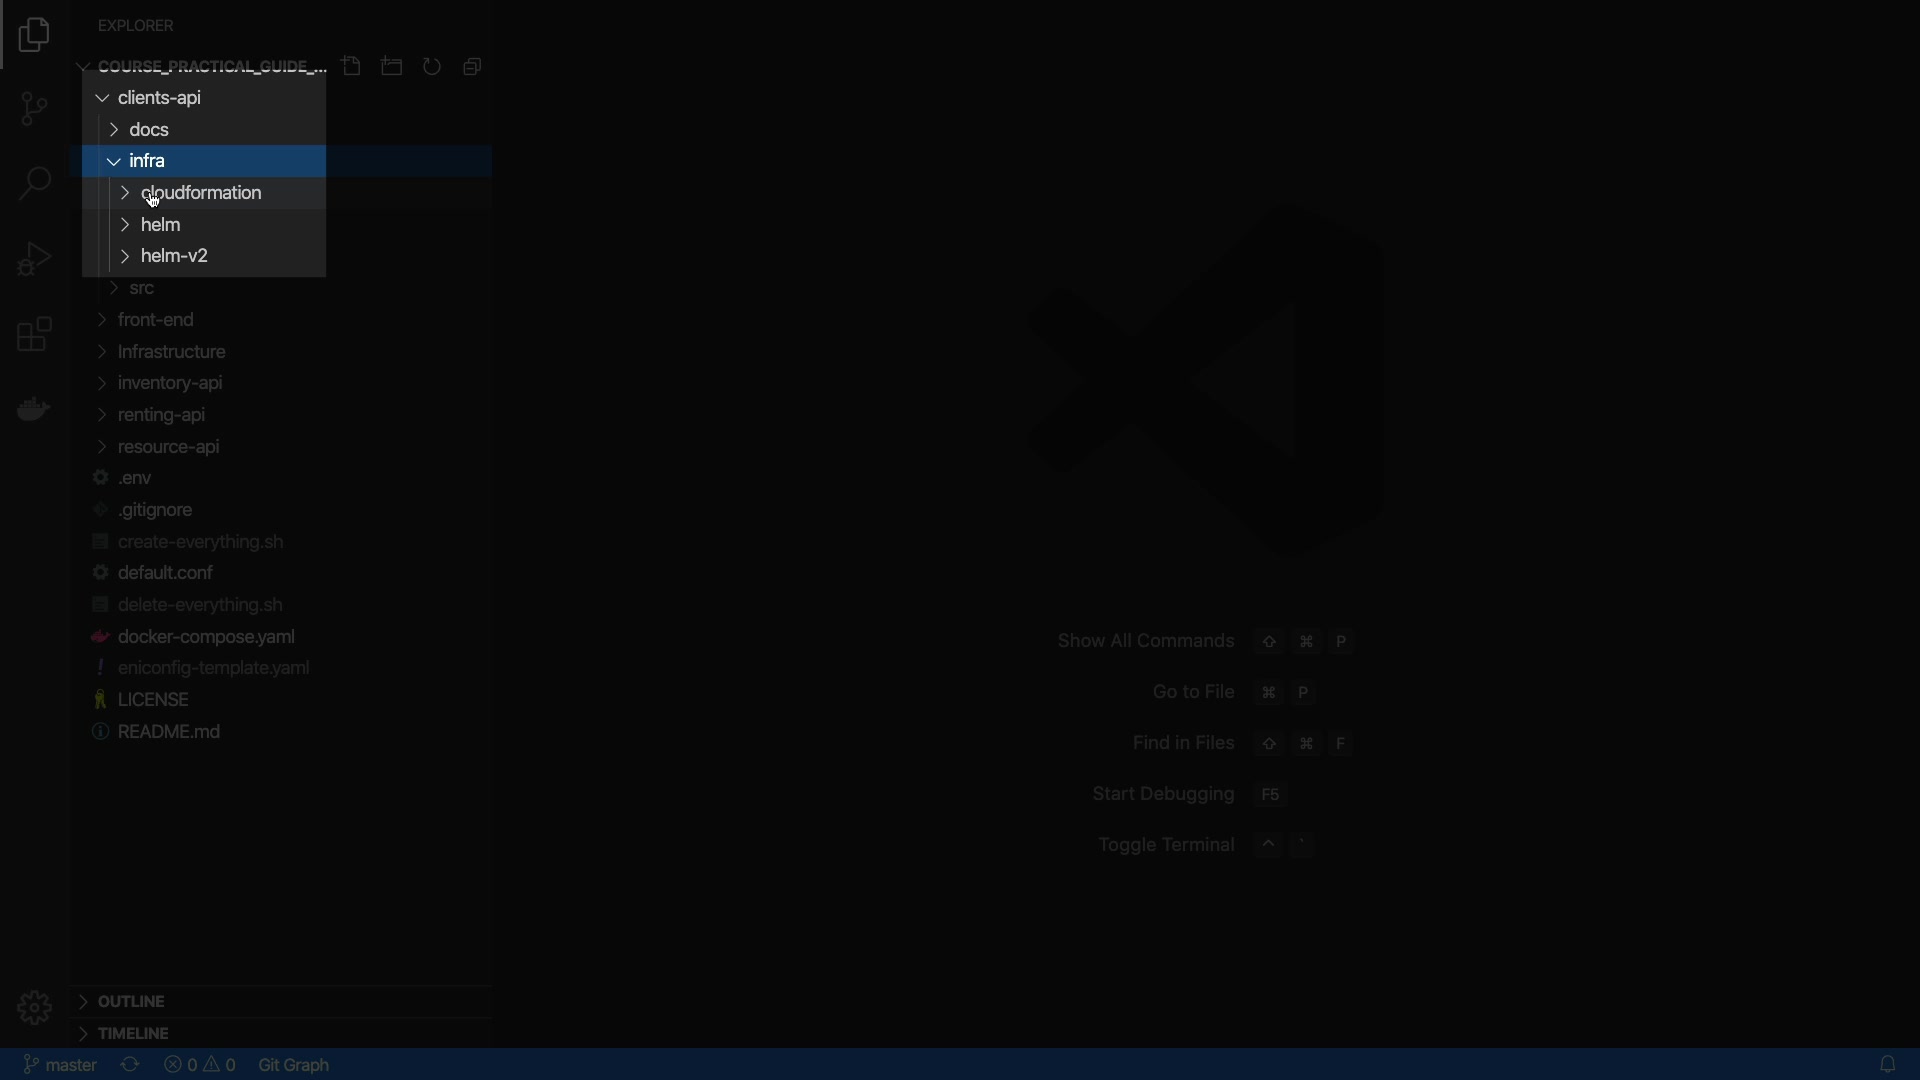 EXPLORER
COURSE_PRACTICAL_GUIDE_...
clients-api
docs
infra
cloudformation
helm
helm-v2
src
front-end
Infrastructure
inventory-api
renting-api
resource-api
.env
.gitignore
create-everything.sh
default.conf
delete-everything.sh
docker-compose.yaml
eniconfig-template.yaml
LICENSE
README.md
Show All Commands ⇧ ⌘ P
Go to File ⌘ P
Find in Files ⇧ ⌘ F
Start Debugging F5
Toggle Terminal ^ `
OUTLINE
TIMELINE
master 0 0 Git Graph